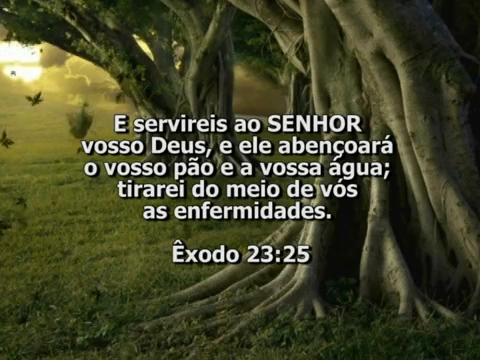 E servireis ao SENHOR
vosso Deus, e ele abençoará
o vosso pão e a vossa água;
tirarei do meio de vós
as enfermidades.
Êxodo 23:25